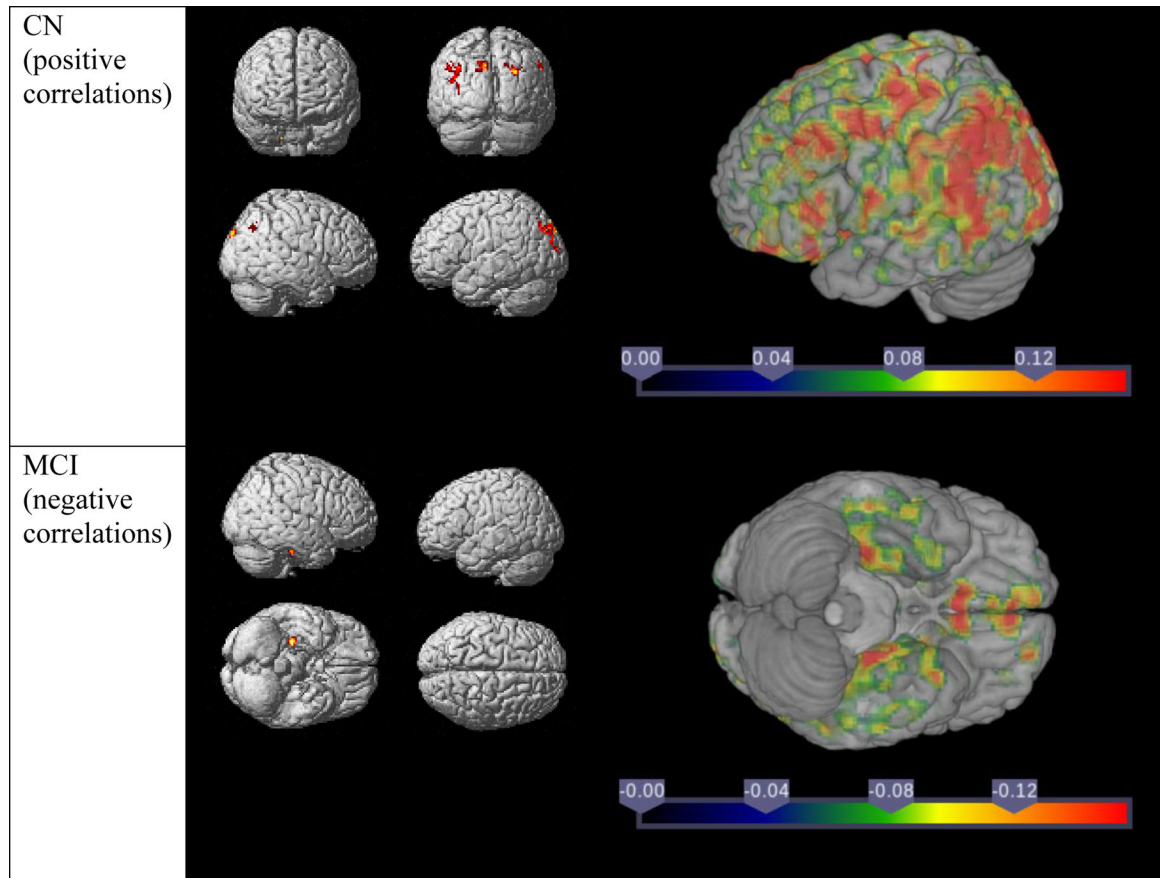 CN
(positive
correlations)
0.00 0.04 0.08 0.12
MCI
(negative
correlations)
-0.00 -0.04 -0.08 -0.12